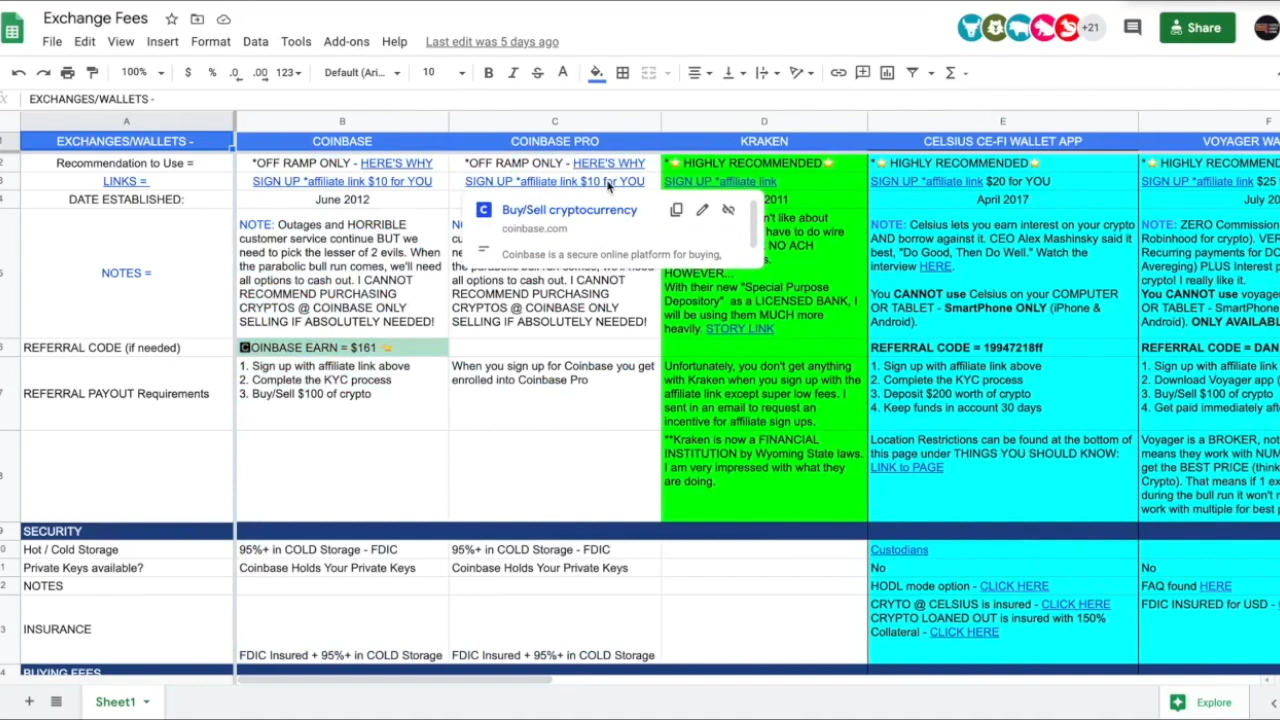 Exchange Fees
File Edit View Insert Format Data Tools Add-ons Help Last edit was 5 days ago
+21
Share
100% $ % .0 .00 123 Default (Ari... 10 B I S A
EXCHANGES/WALLETS -
A B C D E F
EXCHANGES/WALLETS - COINBASE COINBASE PRO KRAKEN CELSIUS CE-FI WALLET APP VOYAGER WA
Recommendation to Use = *OFF RAMP ONLY - HERE'S WHY *OFF RAMP ONLY - HERE'S WHY *⭐HIGHLY RECOMMENDED⭐ *⭐HIGHLY RECOMMENDED⭐ *⭐HIGHLY RECOMMEND
LINKS = SIGN UP *affiliate link $10 for YOU SIGN UP *affiliate link $10 for YOU SIGN UP *affiliate link SIGN UP *affiliate link $20 for YOU SIGN UP *affiliate link $25
DATE ESTABLISHED: June 2012 2011 April 2017 July 20
Buy/Sell cryptocurrency
coinbase.com
Coinbase is a secure online platform for buying,
NOTES =
NOTE: Outages and HORRIBLE
customer service continue BUT we
need to pick the lesser of 2 evils. When
the parabolic bull run comes, we'll need
all options to cash out. I CANNOT
RECOMMEND PURCHASING
CRYPTOS @ COINBASE ONLY
SELLING IF ABSOLUTELY NEEDED!
the parabolic bull run comes, we'll need
all options to cash out. I CANNOT
RECOMMEND PURCHASING
CRYPTOS @ COINBASE ONLY
SELLING IF ABSOLUTELY NEEDED!
n't like about
have to do wire
NO ACH
HOWEVER...
With their new "Special Purpose
Depository" as a LICENSED BANK, I
will be using them MUCH more
heavily. STORY LINK
NOTE: Celsius lets you earn interest on your crypto
AND borrow against it. CEO Alex Mashinsky said it
best, "Do Good, Then Do Well." Watch the
interview HERE.
You CANNOT use Celsius on your COMPUTER
OR TABLET - SmartPhone ONLY (iPhone &
Android).
NOTE: ZERO Commission
Robinhood for crypto). VER
Recurring payments for DC
Avereging) PLUS Interest p
crypto! I really like it.
You CANNOT use voyager
OR TABLET - SmartPhone
Android). ONLY AVAILAB
REFERRAL CODE (if needed) COINBASE EARN = $161 REFERRAL CODE = 19947218ff REFERRAL CODE = DAN
REFERRAL PAYOUT Requirements
1. Sign up with affiliate link above
2. Complete the KYC process
3. Buy/Sell $100 of crypto
When you sign up for Coinbase you get
enrolled into Coinbase Pro
Unfortunately, you don't get anything
with Kraken when you sign up with the
affiliate link except super low fees. I
sent in an email to request an
incentive for affiliate sign ups.
1. Sign up with affiliate link above
2. Complete the KYC process
3. Deposit $200 worth of crypto
4. Keep funds in account 30 days
1. Sign up with affiliate link
2. Download Voyager app (
3. Buy/Sell $100 of crypto
4. Get paid immediately aft
**Kraken is now a FINANCIAL
INSTITUTION by Wyoming State laws.
I am very impressed with what they
are doing.
Location Restrictions can be found at the bottom of
this page under THINGS YOU SHOULD KNOW:
LINK to PAGE
Voyager is a BROKER, not
means they work with NUM
get the BEST PRICE (think
Crypto). That means if 1 ex
during the bull run it won't r
work with multiple for best p
SECURITY
Hot / Cold Storage 95%+ in COLD Storage - FDIC 95%+ in COLD Storage - FDIC Custodians
Private Keys available? Coinbase Holds Your Private Keys Coinbase Holds Your Private Keys No No
NOTES HODL mode option - CLICK HERE FAQ found HERE
INSURANCE
FDIC Insured + 95%+ in COLD Storage FDIC Insured + 95%+ in COLD Storage
CRYTO @ CELSIUS is insured - CLICK HERE
CRYPTO LOANED OUT is insured with 150%
Collateral - CLICK HERE
FDIC INSURED for USD -
BUYING FEES
Sheet1
Explore